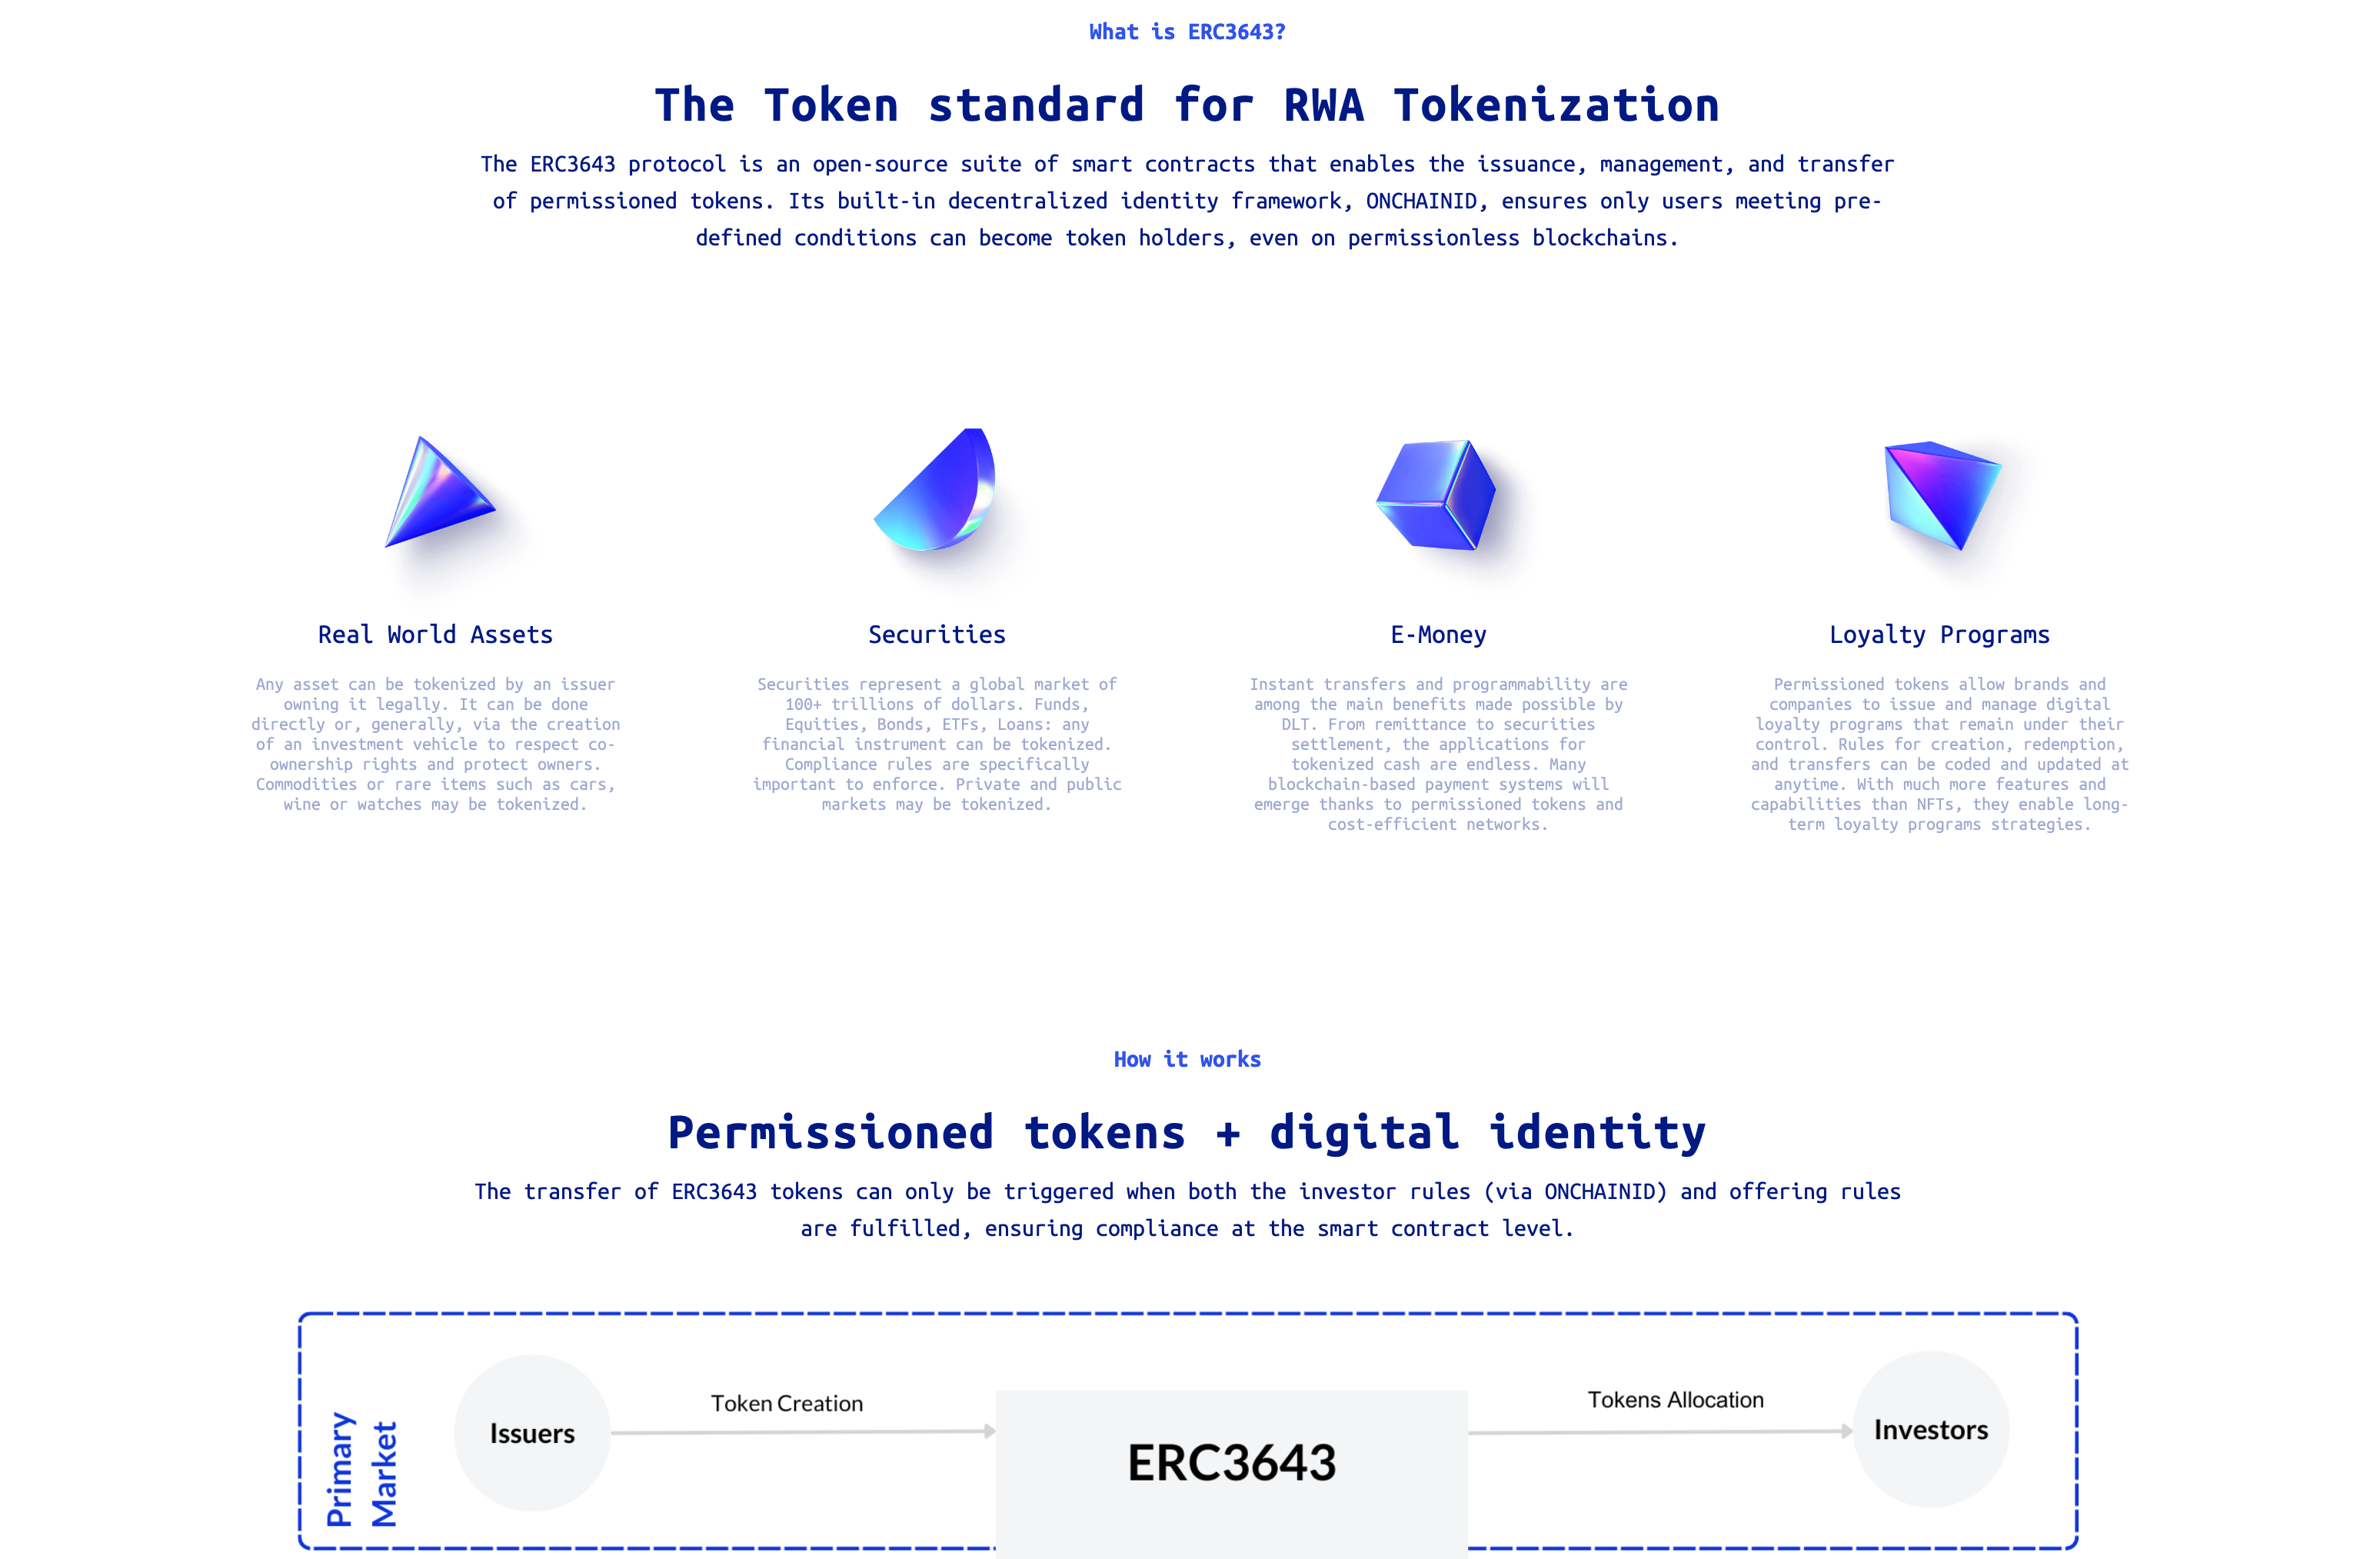 What is ERC3643?
The Token standard for RWA Tokenization
The ERC3643 protocol is an open-source suite of smart contracts that enables the issuance, management, and transfer
of permissioned tokens. Its built-in decentralized identity framework, ONCHAINID, ensures only users meeting pre-
defined conditions can become token holders, even on permissionless blockchains.
Real World Assets
Any asset can be tokenized by an issuer
owning it legally. It can be done
directly or, generally, via the creation
of an investment vehicle to respect co-
ownership rights and protect owners.
Commodities or rare items such as cars,
wine or watches may be tokenized.
Securities
Securities represent a global market of
100+ trillions of dollars. Funds,
Equities, Bonds, ETFs, Loans: any
financial instrument can be tokenized.
Compliance rules are specifically
important to enforce. Private and public
markets may be tokenized.
E-Money
Instant transfers and programmability are
among the main benefits made possible by
DLT. From remittance to securities
settlement, the applications for
tokenized cash are endless. Many
blockchain-based payment systems will
emerge thanks to permissioned tokens and
cost-efficient networks.
Loyalty Programs
Permissioned tokens allow brands and
companies to issue and manage digital
loyalty programs that remain under their
control. Rules for creation, redemption,
and transfers can be coded and updated at
anytime. With much more features and
capabilities than NFTs, they enable long-
term loyalty programs strategies.
How it works
Permissioned tokens + digital identity
The transfer of ERC3643 tokens can only be triggered when both the investor rules (via ONCHAINID) and offering rules
are fulfilled, ensuring compliance at the smart contract level.
Primary
Market
Issuers
Token Creation
ERC3643
Tokens Allocation
Investors